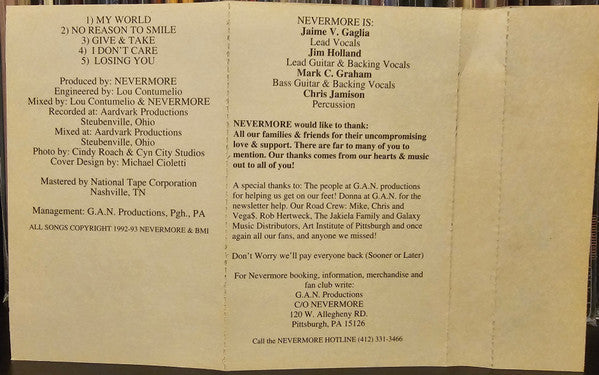 1) MY WORLD
2) NO REASON TO SMILE
3) GIVE & TAKE
4) I DON'T CARE
5) LOSING YOU
Produced by: NEVERMORE
Engineered by: Lou Contumelio
Mixed by: Lou Contumelio & NEVERMORE
Recorded at: Aardvark Productions
Steubenville, Ohio
Mixed at: Aardvark Productions
Steubenville, Ohio
Photo by: Cindy Roach & Cyn City Studios
Cover Design by: Michael Cioletti
Mastered by National Tape Corporation
Nashville, TN
Management: G.A.N. Productions, Pgh., PA
ALL SONGS COPYRIGHT 1992-93 NEVERMORE & BMI
NEVERMORE IS:
Jaime V. Gaglia
Lead Vocals
Jim Holland
Lead Guitar & Backing Vocals
Mark C. Graham
Bass Guitar & Backing Vocals
Chris Jamison
Percussion
NEVERMORE would like to thank:
All our families & friends for their uncompromising
love & support. There are far to many of you to
mention. Our thanks comes from our hearts & music
out to all of you!
A special thanks to: The people at G.A.N. productions
for helping us get on our feet! Donna at G.A.N. for the
newsletter help. Our Road Crew: Mike, Chris and
Vega$, Rob Hertweck, The Jakiela Family and Galaxy
Music Distributors, Art Institute of Pittsburgh and once
again all our fans, and anyone we missed!
Don't Worry we'll pay everyone back (Sooner or Later)
For Nevermore booking, information, merchandise and
fan club write:
G.A.N. Productions
C/O NEVERMORE
120 W. Allegheny RD.
Pittsburgh, PA 15126
Call the NEVERMORE HOTLINE (412) 331-3466